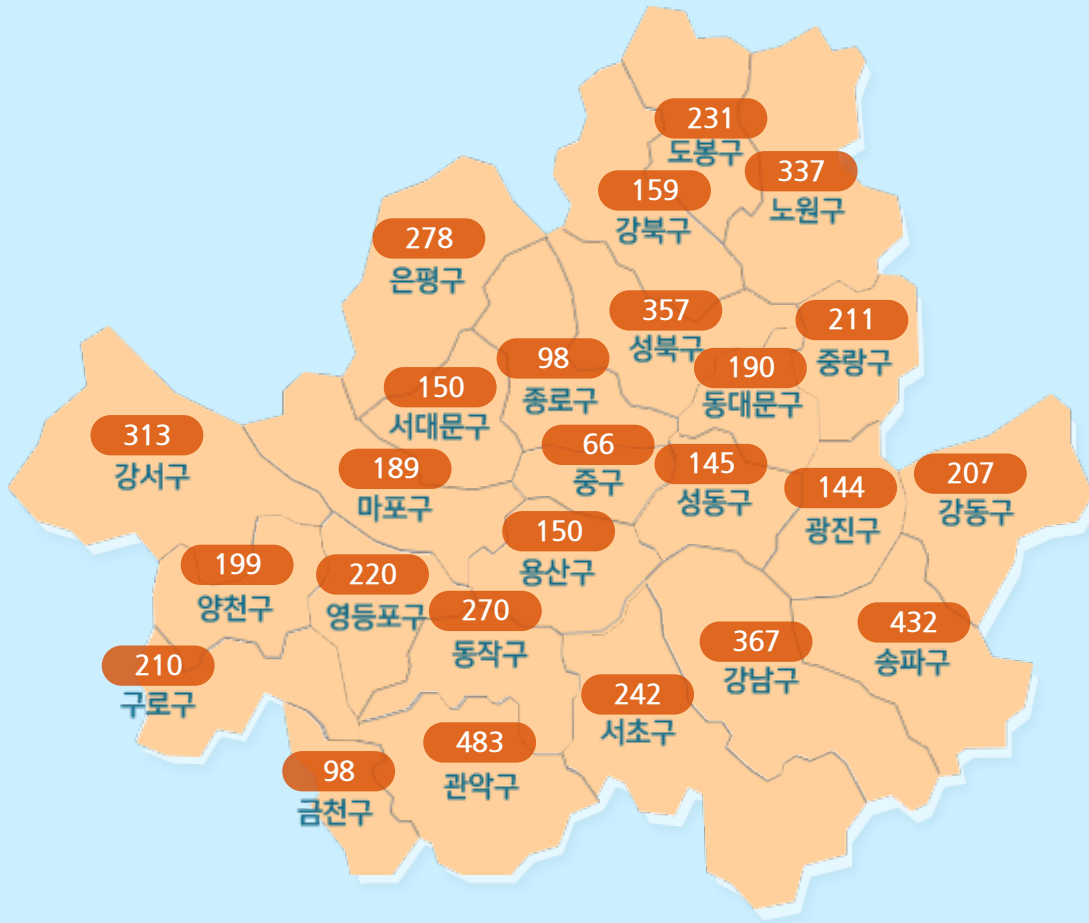 231
도봉구
337
노원구
159
강북구
278
은평구
357
성북구
211
중랑구
98
종로구
190
동대문구
150
서대문구
313
강서구
66
중구
189
마포구
145
성동구
144
광진구
207
강동구
150
용산구
199
양천구
220
영등포구
270
동작구
432
송파구
367
강남구
210
구로구
242
서초구
483
관악구
98
금천구